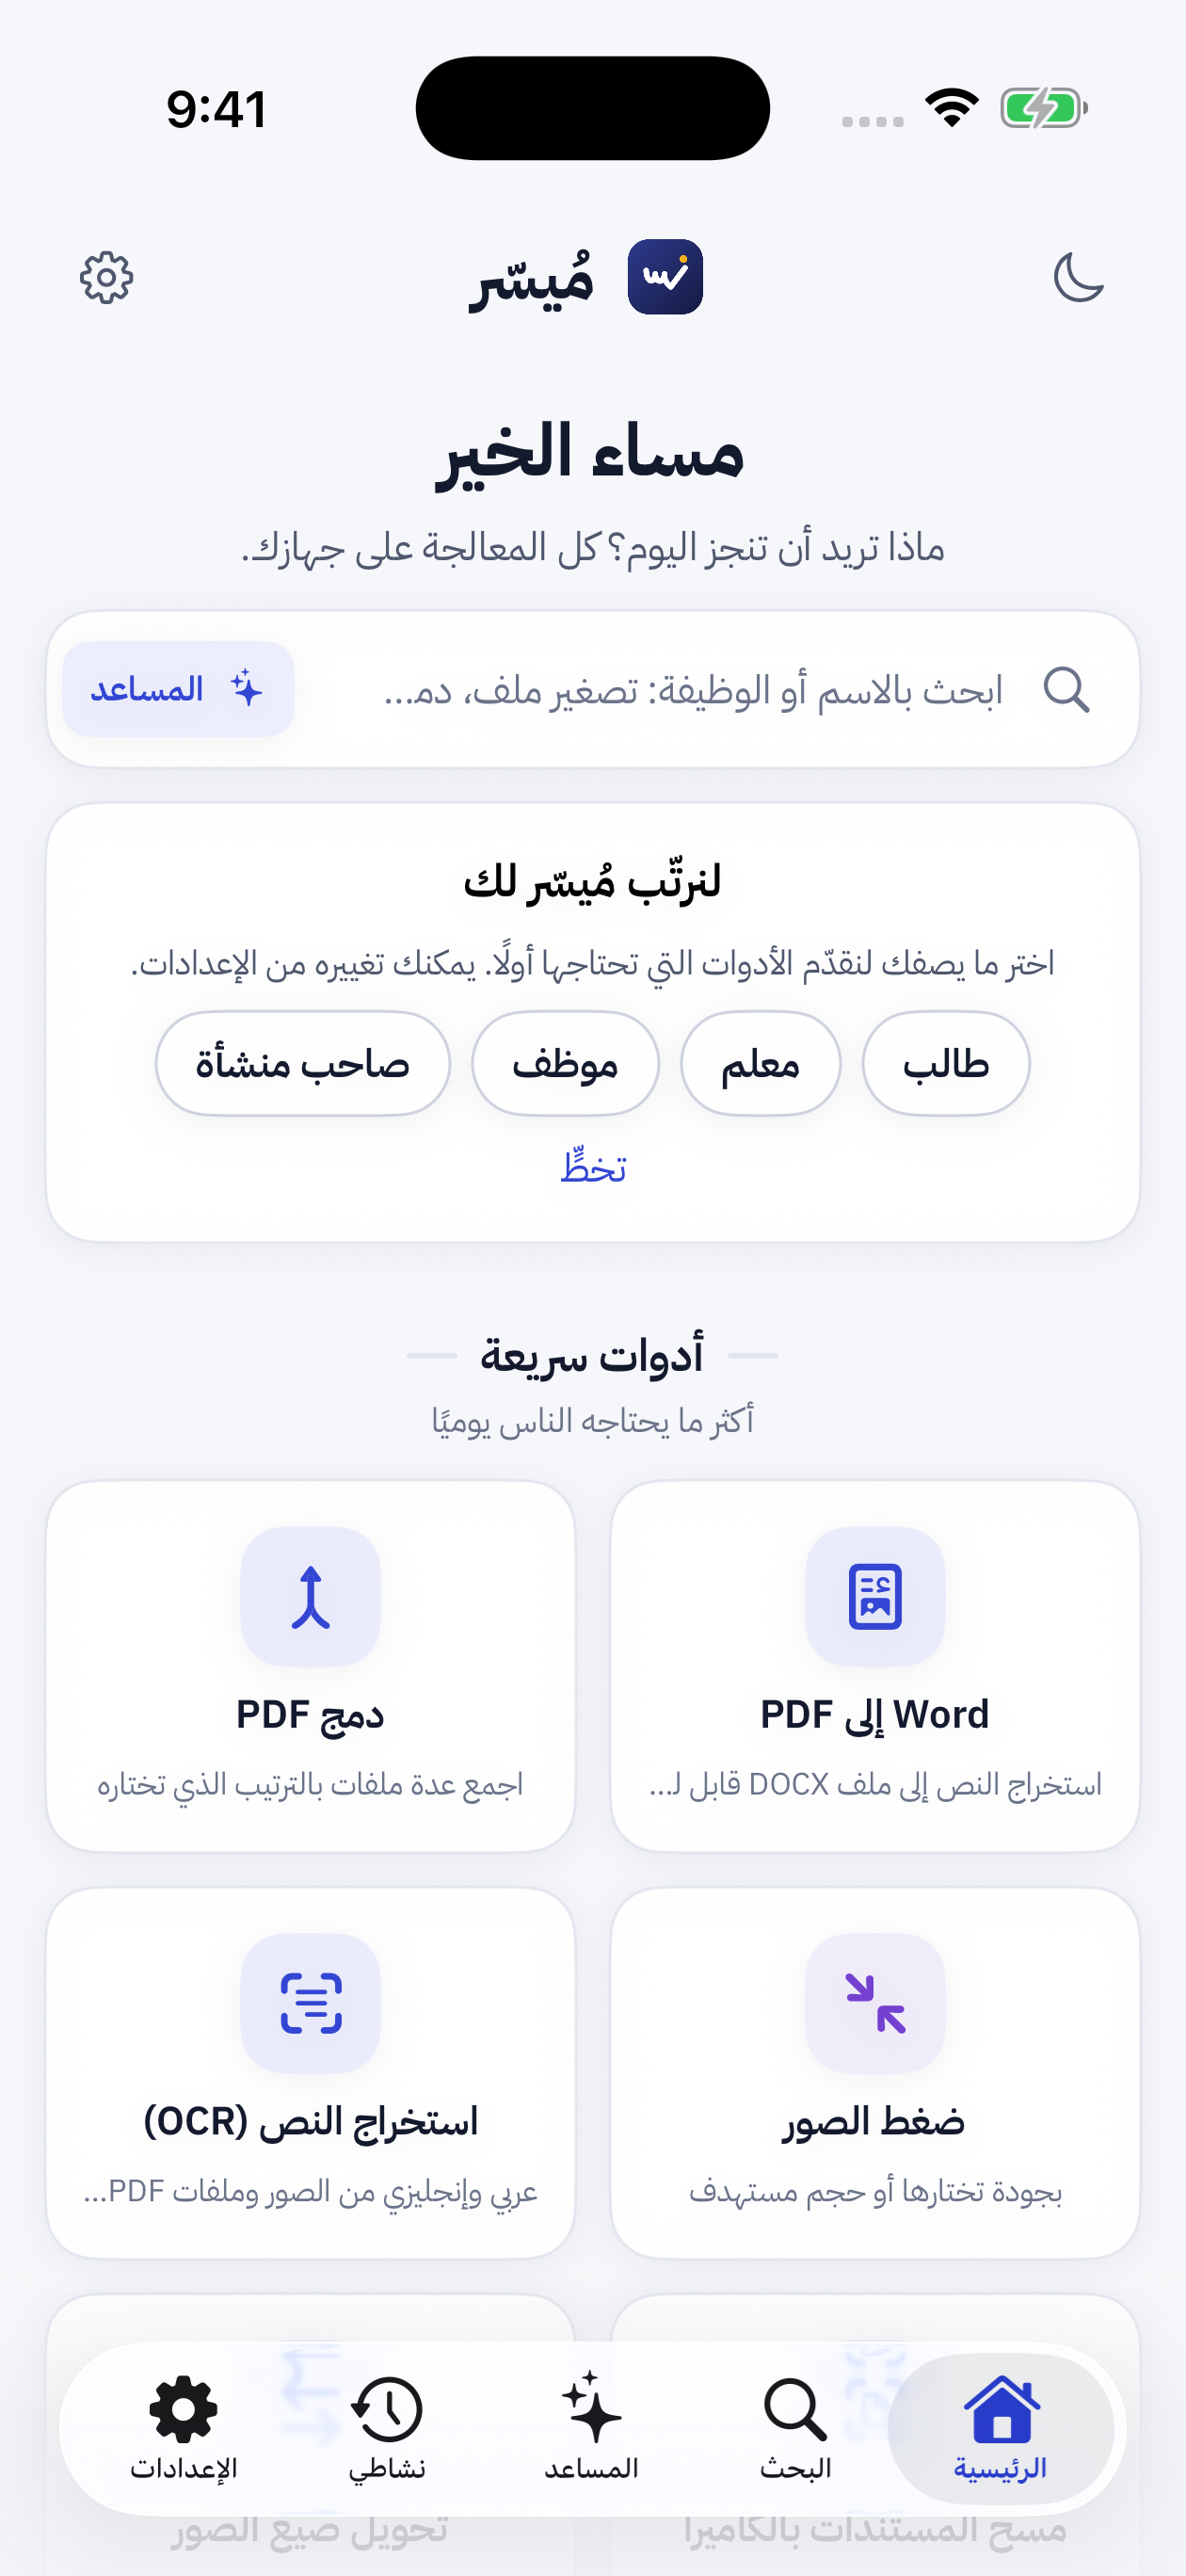 9:41
مُيسّر
مساء الخير
ماذا تريد أن تنجز اليوم؟ كل المعالجة على جهازك.
ابحث بالاسم أو الوظيفة: تصغير ملف، دم...
المساعد
لنرتّب مُيسّر لك
اختر ما يصفك لنقدّم الأدوات التي تحتاجها أولًا. يمكنك تغييره من الإعدادات.
طالب
معلم
موظف
صاحب منشأة
تخطٍّ
أدوات سريعة
أكثر ما يحتاجه الناس يوميًا
Word إلى PDF
استخراج النص إلى ملف DOCX قابل لـ...
دمج PDF
اجمع عدة ملفات بالترتيب الذي تختاره
ضغط الصور
بجودة تختارها أو حجم مستهدف
استخراج النص (OCR)
عربي وإنجليزي من الصور وملفات PDF...
مسح المستندات بالكاميرا
تحويل صيغ الصور
الرئيسية
البحث
المساعد
نشاطي
الإعدادات